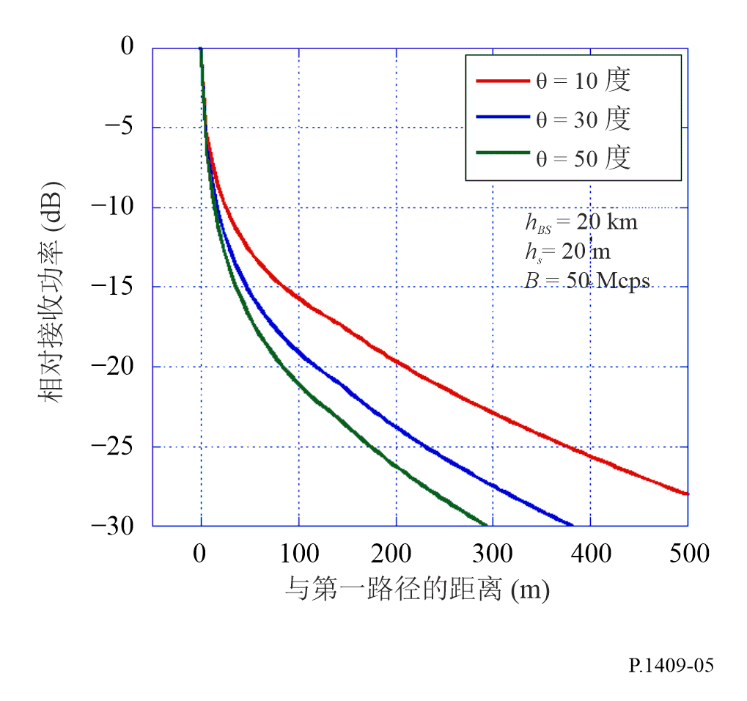 0
−5
−10
−15
−20
−25
−30
相对接收功率 (dB)
θ = 10 度
θ = 30 度
θ = 50 度
hBS = 20 km
hs = 20 m
B = 50 Mcps
0 100 200 300 400 500
与第一路径的距离 (m)
P.1409-05